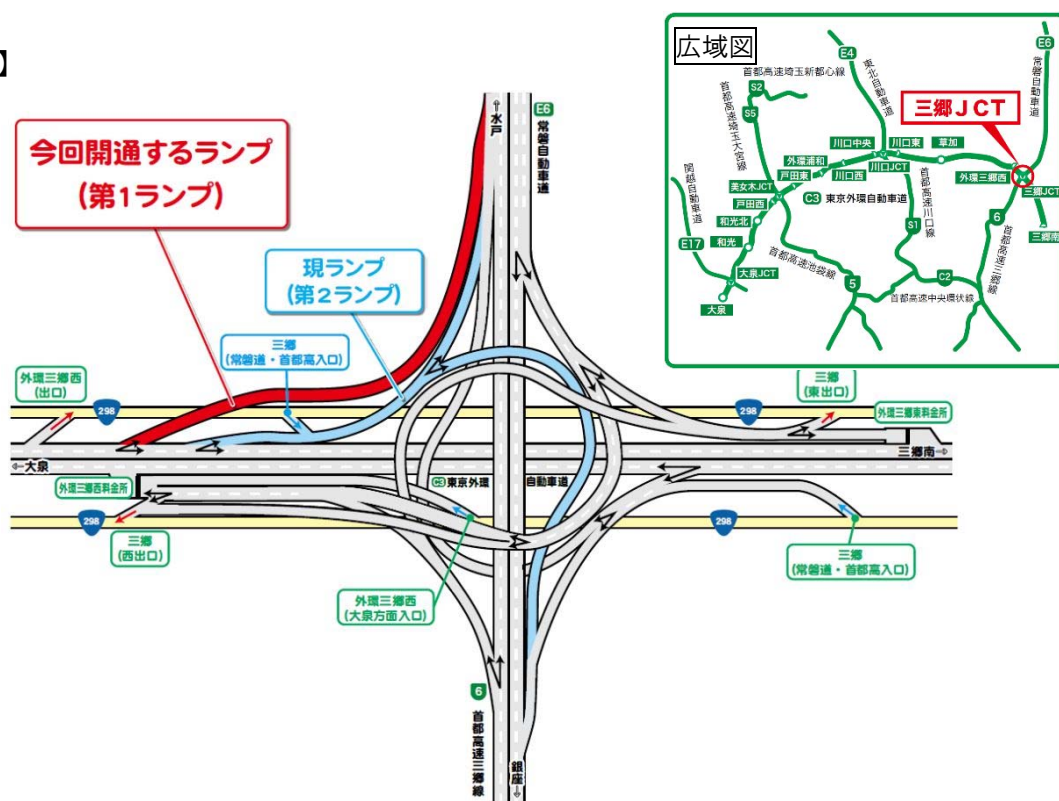 】
今回開通するランプ
(第1ランプ)
現ランプ
(第2ランプ)
三郷
(常磐道・首都高入口)
外環三郷西
(出口)
298
←水戸
E6
常磐自動車道
298
三郷
(東出口)
外環三郷東料金所
←大泉
三郷南→
外環三郷西料金所
C3 東京外環
自動車道
298
三郷
(西出口)
298
外環三郷西
(大泉方面入口)
三郷
(常磐道・首都高入口)
6
首都高速三郷線
銀座→
広域図
三郷JCT
E4
東北自動車道
E6
常磐自動車道
首都高速埼玉新都心線
S2
S5
首都高速埼玉大宮線
関越自動車道
E17
川口中央
川口東
草加
外環浦和
戸田東
川口西
川口JCT
外環三郷西
三郷JCT
美女木JCT
戸田西
C3 東京外環自動車道
和光北
和光
大泉JCT
大泉
首都高速川口線
S1
6
首都高速三郷線
三郷南
首都高速池袋線
5
C2
首都高速中央環状線